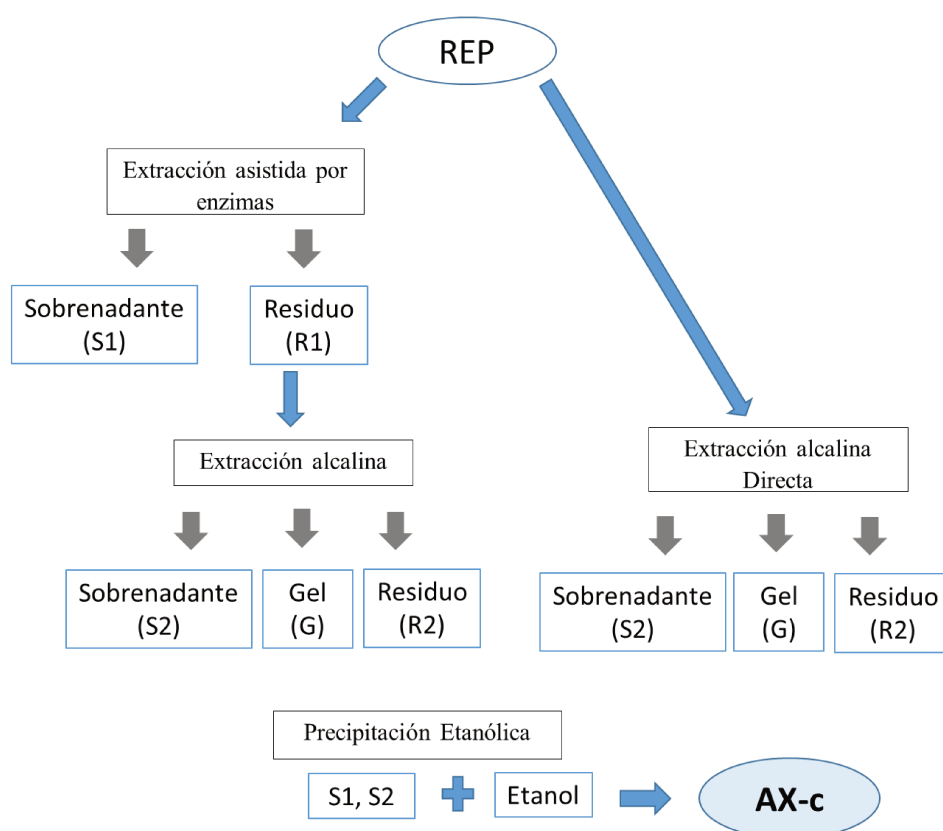 REP
Extracción asistida por
enzimas
Sobrenadante
(S1)
Residuo
(R1)
Extracción alcalina
Extracción alcalina
Directa
Sobrenadante
(S2)
Gel
(G)
Residuo
(R2)
Sobrenadante
(S2)
Gel
(G)
Residuo
(R2)
Precipitación Etanólica
S1, S2
Etanol
AX-c